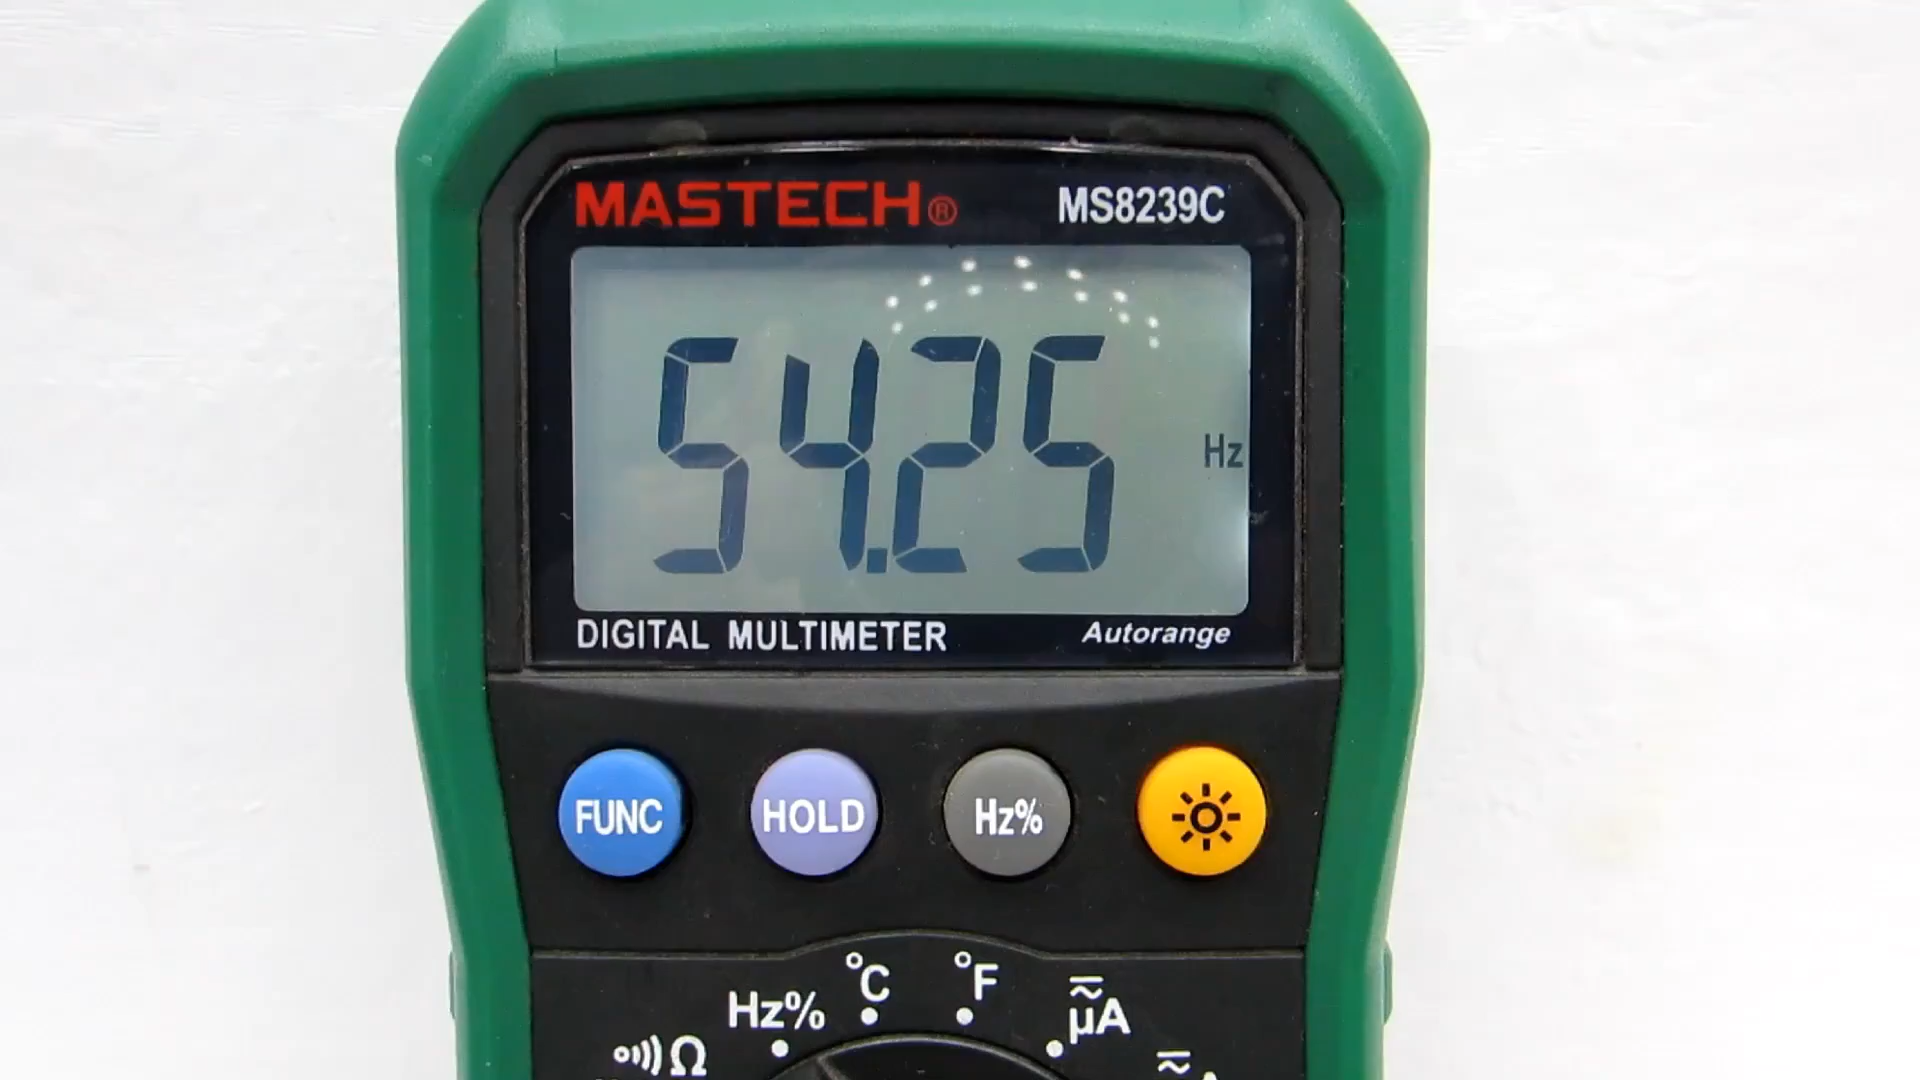 MASTECH® MS8239C
54.25 Hz
DIGITAL MULTIMETER Autorange
FUNC HOLD Hz%
°C °F
Hz% μA
Ω